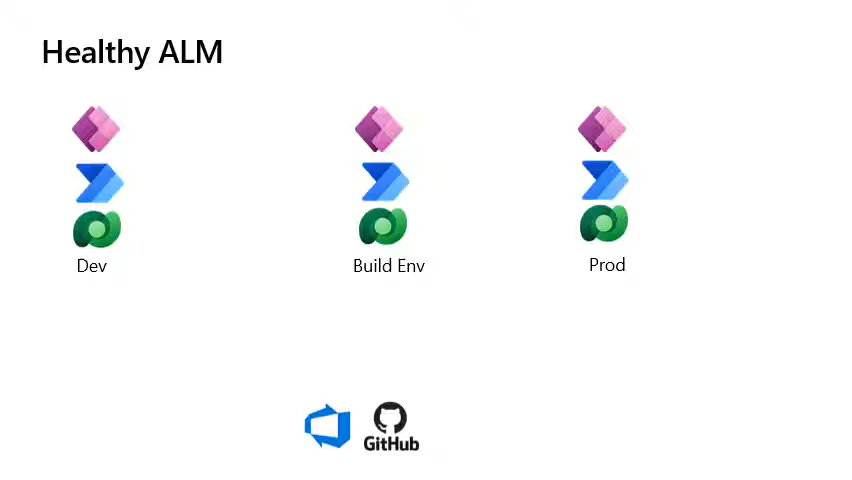 Healthy ALM
Dev
Build Env
Prod
GitHub